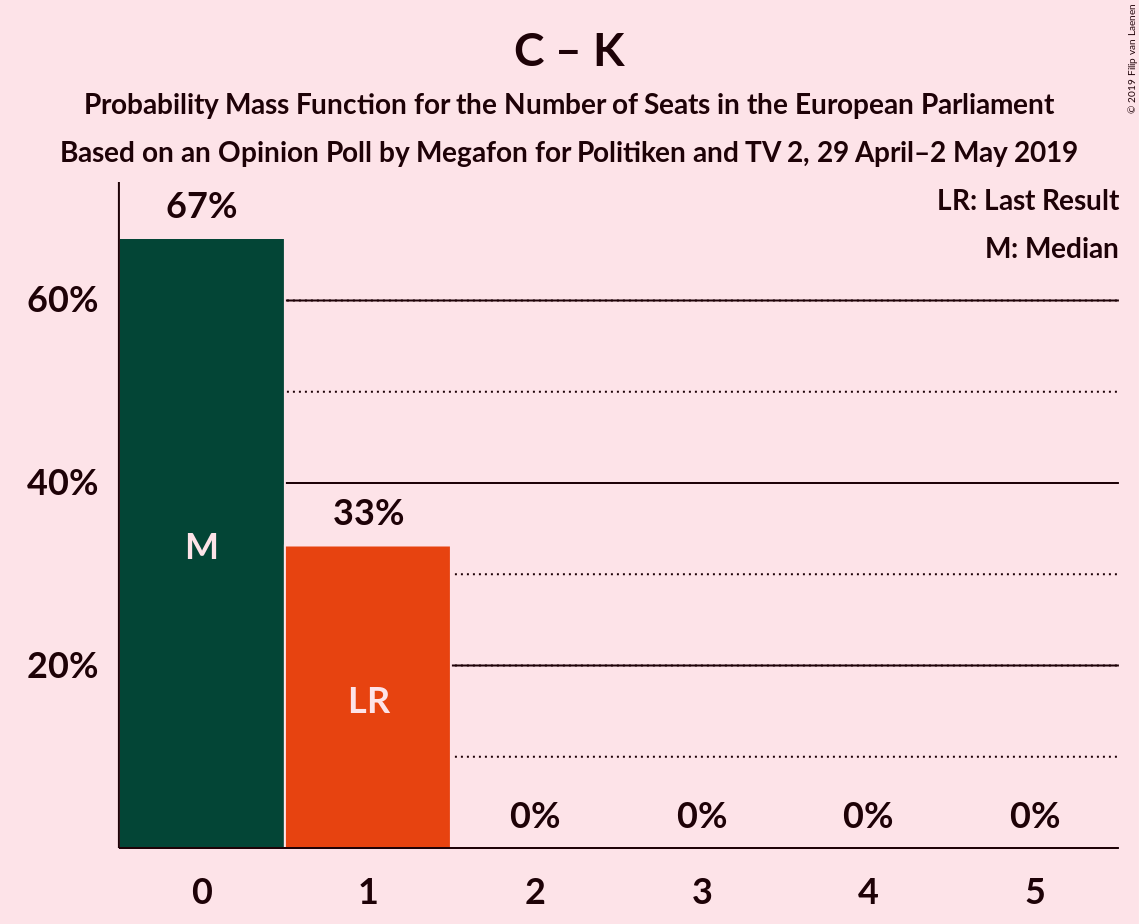 C – K
Probability Mass Function for the Number of Seats in the European Parliament
Based on an Opinion Poll by Megafon for Politiken and TV 2, 29 April–2 May 2019
© 2019 Filip van Laenen
LR: Last Result
M: Median
67%
60%
40%
33%
M
20%
LR
0% 0% 0% 0%
0 1 2 3 4 5